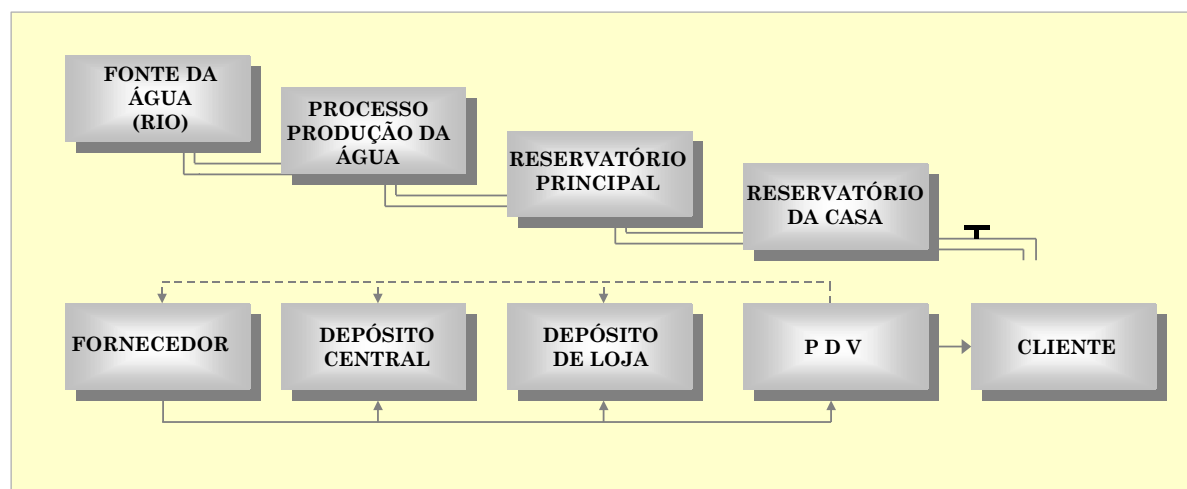 FONTE DA
ÁGUA
(RIO)
PROCESSO
PRODUÇÃO DA
ÁGUA
RESERVATÓRIO
PRINCIPAL
RESERVATÓRIO
DA CASA
FORNECEDOR
DEPÓSITO
CENTRAL
DEPÓSITO
DE LOJA
P D V
CLIENTE